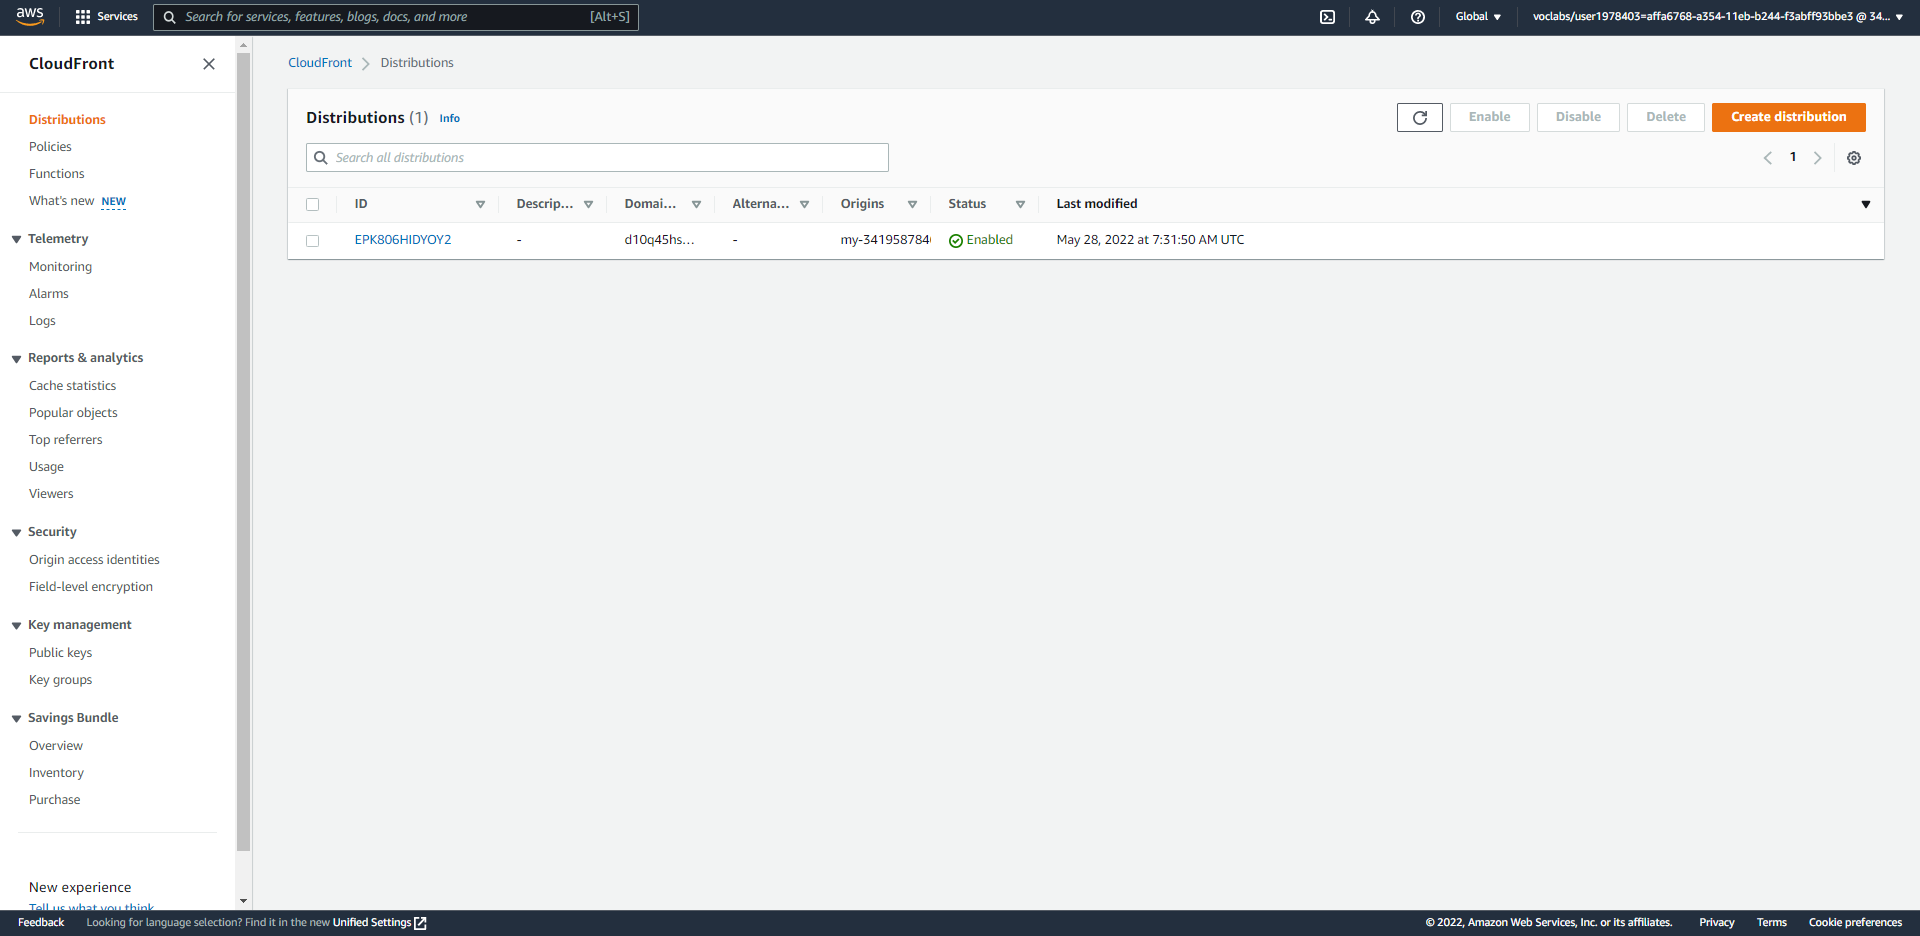 aws
Services
Search for services, features, blogs, docs, and more
[Alt+S]
Global
voclabs/user1978403=affa6768-a354-11eb-b244-f3abff93bbe3 @ 34...
CloudFront
Distributions
Policies
Functions
What's new NEW
Telemetry
Monitoring
Alarms
Logs
Reports & analytics
Cache statistics
Popular objects
Top referrers
Usage
Viewers
Security
Origin access identities
Field-level encryption
Key management
Public keys
Key groups
Savings Bundle
Overview
Inventory
Purchase
New experience
Tell us what you think
CloudFront > Distributions
Distributions (1) Info
Enable
Disable
Delete
Create distribution
Search all distributions
1
ID
Descrip...
Domai...
Alterna...
Origins
Status
Last modified
EPK806HIDYOY2
-
d10q45hs...
-
my-341958784
Enabled
May 28, 2022 at 7:31:50 AM UTC
Feedback
Looking for language selection? Find it in the new Unified Settings
© 2022, Amazon Web Services, Inc. or its affiliates.
Privacy
Terms
Cookie preferences